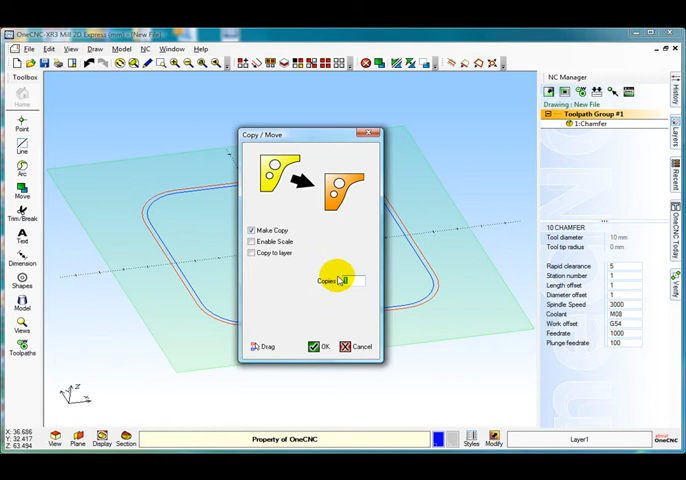 OneCNC-XR3 Mill 2D Express (mm) - [New File]
File Edit View Draw Model NC Window Help
Toolbox
Home
Point
Line
Arc
Move
Trim/Break
Text
Dimension
Shapes
Model
Views
Toolpaths
Copy / Move
Make Copy
Enable Scale
Copy to layer
Copies
Drag OK Cancel
Z
Y
X
NC Manager
Drawing : New File
Toolpath Group #1
1:Chamfer
10 CHAMFER
Tool diameter 10 mm
Tool tip radius 0 mm
Rapid clearance 5
Station number 1
Length offset 1
Diameter offset 1
Spindle Speed 3000
Coolant M08
Work offset G54
Feedrate 1000
Plunge feedrate 100
History
Layers
Recent
OneCNC Today
Verify
X: 36.686
Y: 32.417
Z: 63.494
View Plane Display Section
Property of OneCNC
Styles Modify
Layer1
about
OneCNC